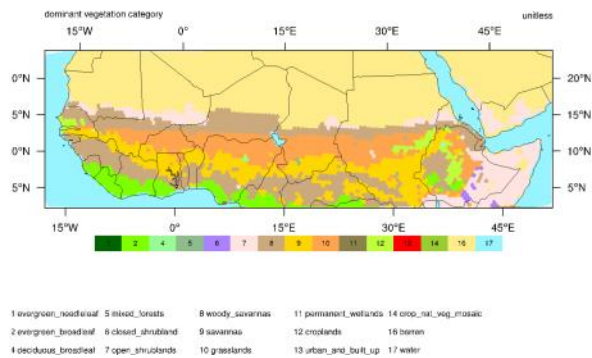 dominant vegetation category unitless
15°W 0° 15°E 30°E 45°E
0°N 20°N
5°N 15°N
0°N 10°N
5°N 5°N
15°W 0° 15°E 30°E 45°E
1 2 4 5 6 7 8 9 10 11 12 13 14 16 17
1 evergreen_needleleaf 5 mixed_forests 8 woody_savannas 11 permanent_wetlands 14 crop_nat_veg_mosaic
2 evergreen_broadleaf 6 closed_shrubland 9 savannas 12 croplands 16 barren
4 deciduous_broadleaf 7 open_shrublands 10 grasslands 13 urban_and_built_up 17 water